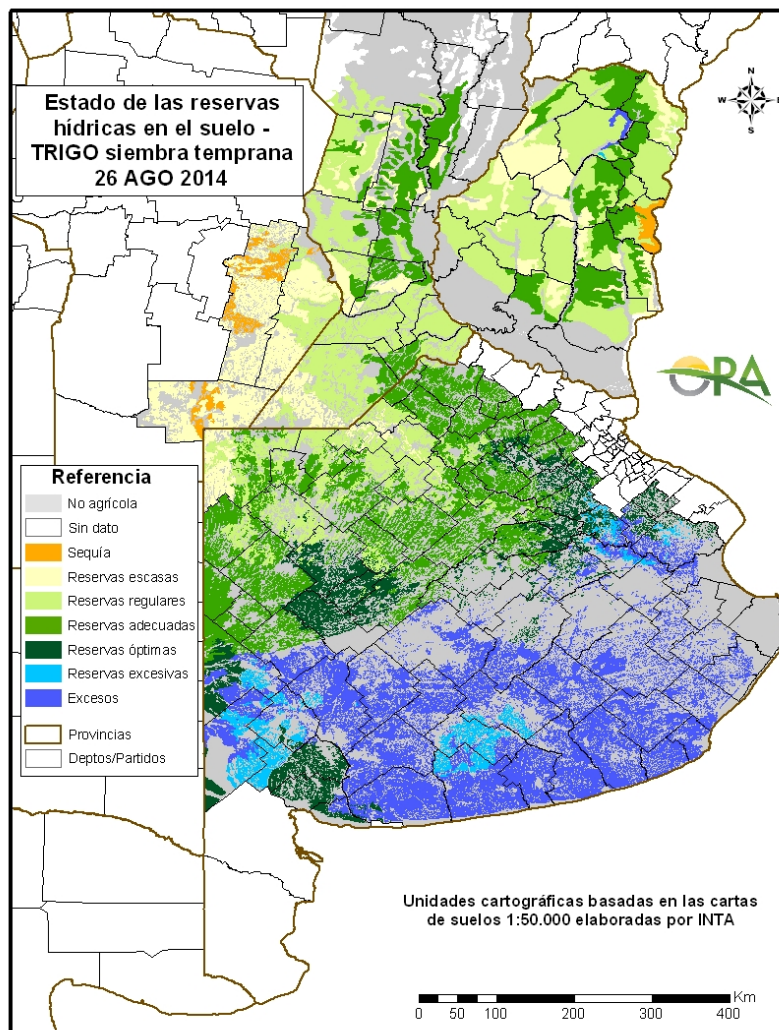 Estado de las reservas
hídricas en el suelo -
TRIGO siembra temprana
26 AGO 2014
N
W
E
S
ORA
Referencia
No agrícola
Sin dato
Sequía
Reservas escasas
Reservas regulares
Reservas adecuadas
Reservas óptimas
Reservas excesivas
Excesos
Provincias
Deptos/Partidos
Unidades cartográficas basadas en las cartas
de suelos 1:50.000 elaboradas por INTA
Km
0 50 100 200 300 400